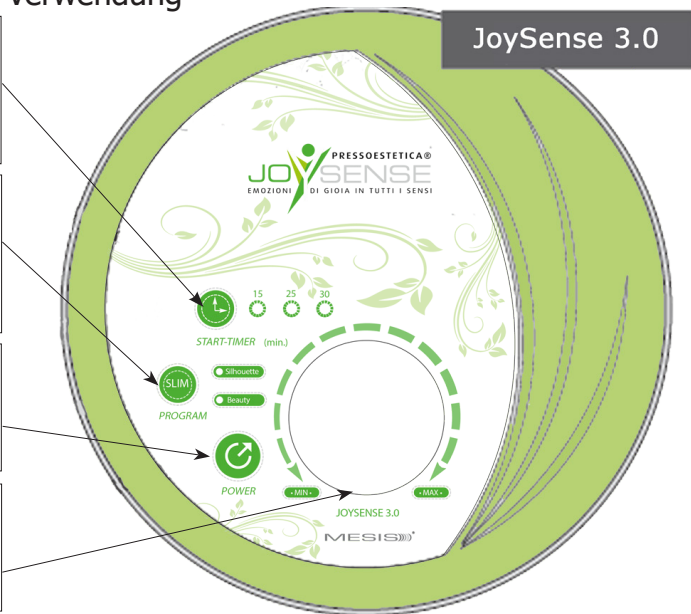 Verwendung
JoySense 3.0
PRESSOESTETICA®
JOYSENSE
EMOZIONI DI GIOIA IN TUTTI I SENSI
15 25 30
START-TIMER (min.)
SLIM
Silhouette
Beauty
PROGRAM
POWER
• MIN • • MAX •
JOYSENSE 3.0
MESIS